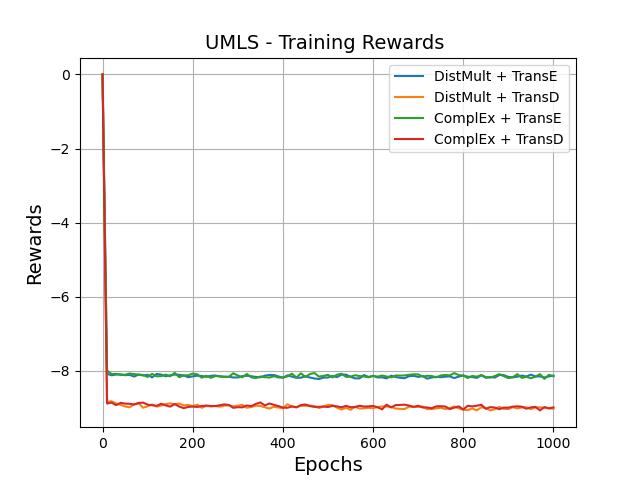 UMLS - Training Rewards
DistMult + TransE
DistMult + TransD
ComplEx + TransE
ComplEx + TransD
Rewards
0
−2
−4
−6
−8
0
200
400
600
800
1000
Epochs